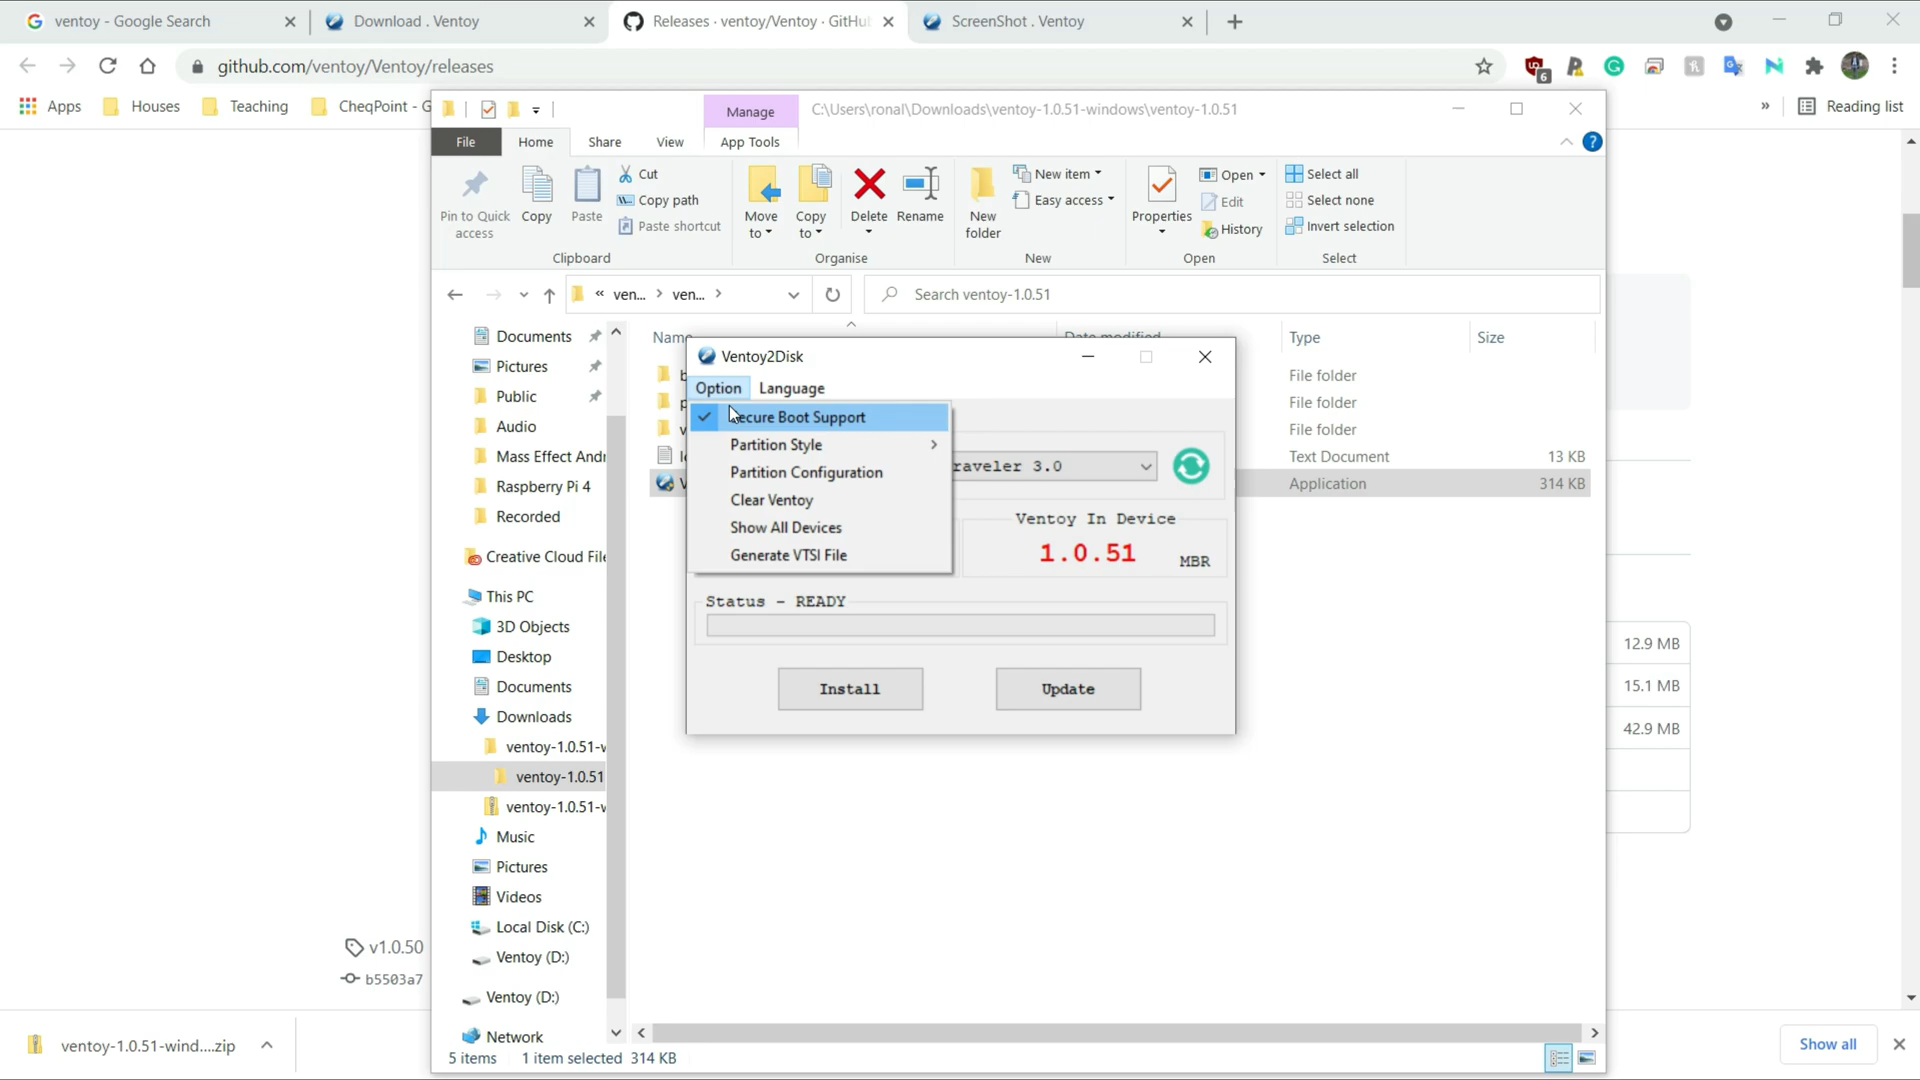 ventoy - Google Search
Download . Ventoy
Releases · ventoy/Ventoy · GitHu
ScreenShot . Ventoy
github.com/ventoy/Ventoy/releases
6
Apps
Houses
Teaching
CheqPoint - G
»
Reading list
Manage
C:\Users\ronal\Downloads\ventoy-1.0.51-windows\ventoy-1.0.51
File
Home
Share
View
App Tools
Pin to Quick access
Copy
Paste
Cut
Copy path
Paste shortcut
Move to
Copy to
Delete
Rename
New folder
New item
Easy access
Properties
Open
Edit
History
Select all
Select none
Invert selection
Clipboard
Organise
New
Open
Select
« ven... > ven... >
Search ventoy-1.0.51
Name
Type
Size
Documents
Pictures
Public
Audio
Mass Effect Andr
Raspberry Pi 4
Recorded
Creative Cloud File
This PC
3D Objects
Desktop
Documents
Downloads
ventoy-1.0.51-w
ventoy-1.0.51
ventoy-1.0.51-w
Music
Pictures
Videos
Local Disk (C:)
Ventoy (D:)
Ventoy (D:)
Network
File folder
File folder
File folder
Text Document 13 KB
Application 314 KB
Ventoy2Disk
Option Language
Secure Boot Support
Partition Style
Partition Configuration
Clear Ventoy
Show All Devices
Generate VTSI File
raveler 3.0
Ventoy In Device
1.0.51 MBR
Status - READY
Install
Update
5 items 1 item selected 314 KB
12.9 MB
15.1 MB
42.9 MB
v1.0.50
b5503a7
ventoy-1.0.51-wind....zip
Show all